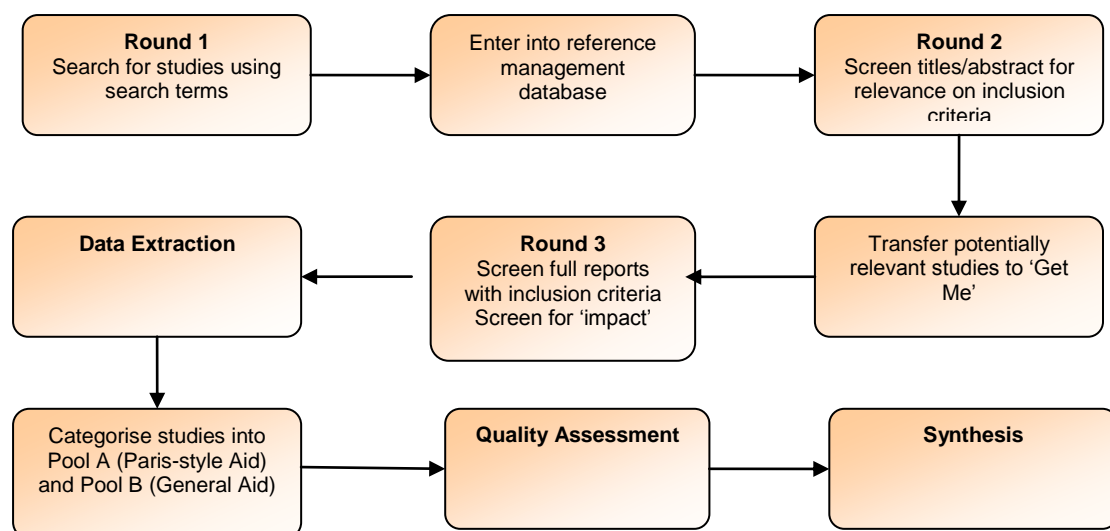 Round 1
Search for studies using
search terms
Enter into reference
management
database
Round 2
Screen titles/abstract for
relevance on inclusion
criteria
Transfer potentially
relevant studies to ‘Get
Me’
Round 3
Screen full reports
with inclusion criteria
Screen for ‘impact’
Data Extraction
Categorise studies into
Pool A (Paris-style Aid)
and Pool B (General Aid)
Quality Assessment
Synthesis